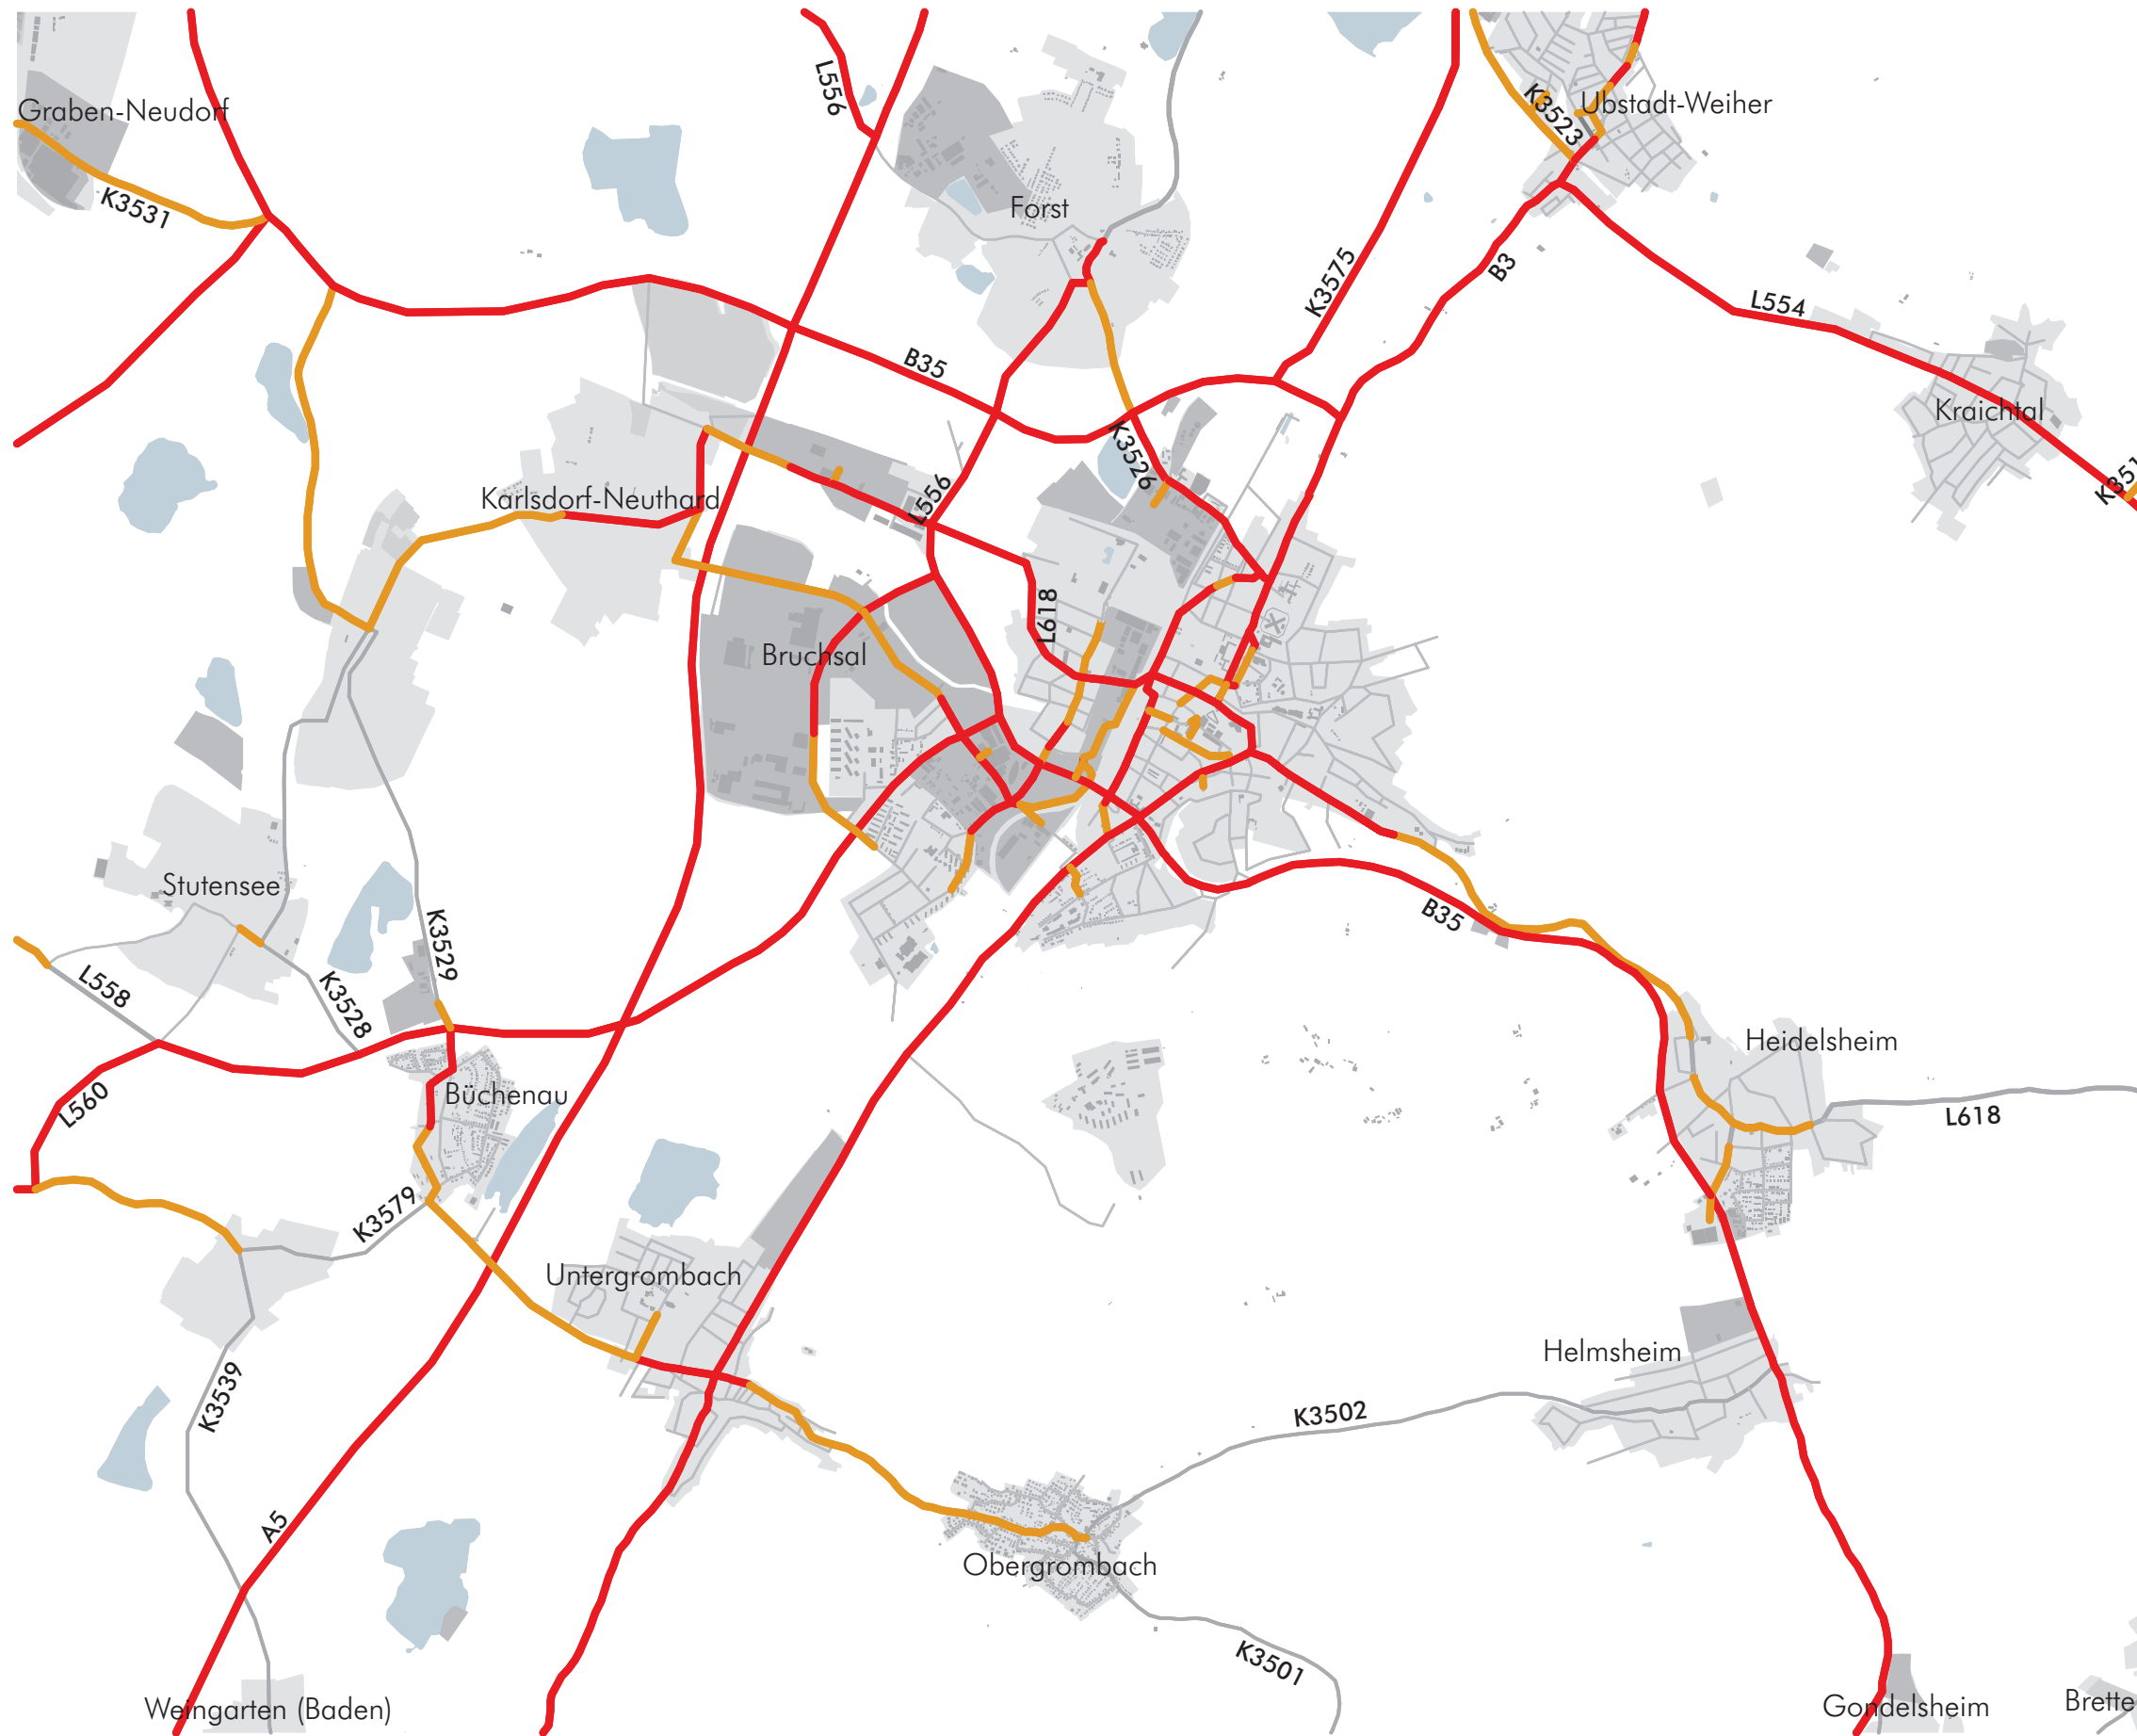 L556
Graben-Neudorf
Ubstadt-Weiher
K3523
K3531
Forst
K3575
B3
L554
B35
Kraichtal
K3526
K351
Karlsdorf-Neuthard
L556
L618
Bruchsal
Stutensee
B35
K3529
L558
K3528
Heidelsheim
Büchenau
L560
L618
K3579
Untergrombach
Helmsheim
K3539
K3502
A5
Obergrombach
K3501
Weingarten (Baden)
Gondelsheim
Brette